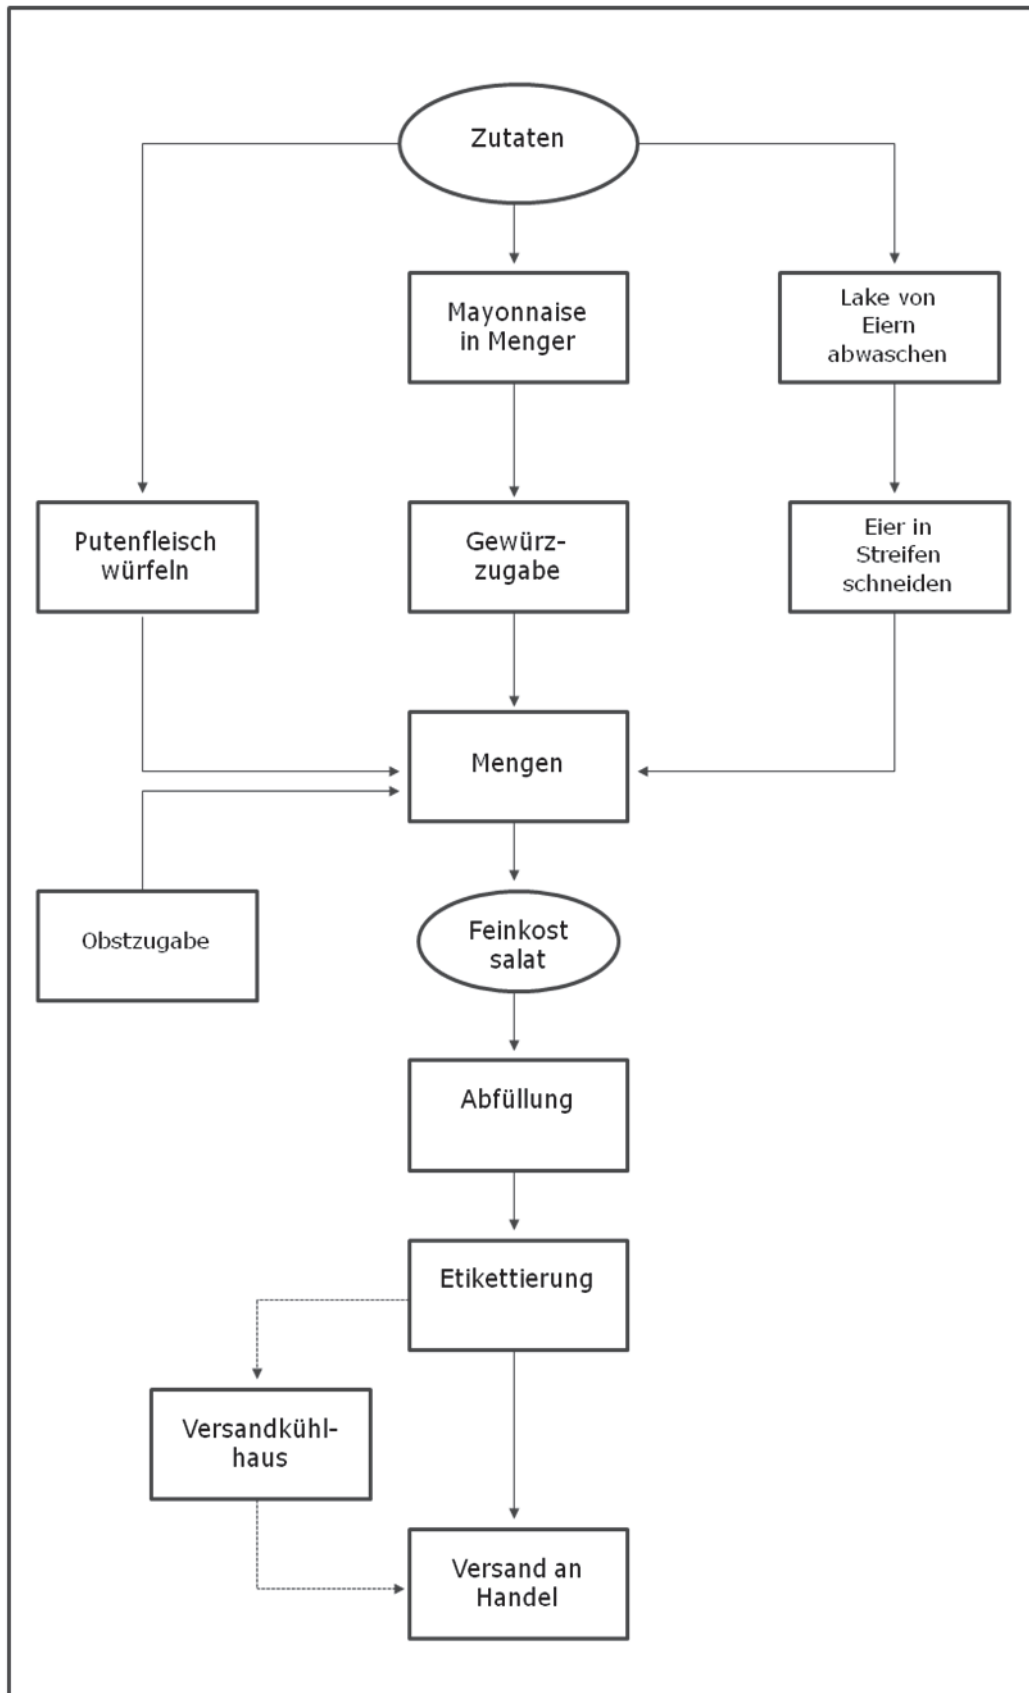 Zutaten
Mayonnaise
in Menger
Lake von
Eiern
abwaschen
Putenfleisch
würfeln
Gewürz-
zugabe
Eier in
Streifen
schneiden
Mengen
Obstzugabe
Feinkost
salat
Abfüllung
Etikettierung
Versandkühl-
haus
Versand an
Handel